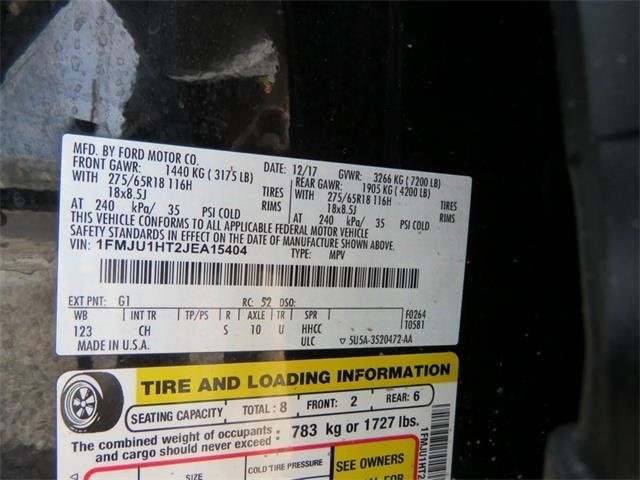 MFD. BY FORD MOTOR CO.
DATE: 12/17 GVWR: 3266 KG ( 7200 LB)
FRONT GAWR: 1440 KG ( 3175 LB) REAR GAWR: 1905 KG ( 4200 LB)
WITH 275/65R18 116H TIRES WITH 275/65R18 116H TIRES
18x8.5J RIMS 18x8.5J RIMS
AT 240 kPa/ 35 PSI COLD AT 240 kPa/ 35 PSI COLD
THIS VEHICLE CONFORMS TO ALL APPLICABLE FEDERAL MOTOR VEHICLE
SAFETY STANDARDS IN EFFECT ON THE DATE OF MANUFACTURE SHOWN ABOVE.
VIN: 1FMJU1HT2JEA15404 TYPE: MPV
EXT PNT: G1 RC: 52 DSO: F0264
WB INT TR TP/PS R AXLE TR SPR T0581
123 CH S 10 U HHCC
MADE IN U.S.A. ULC 5U5A-3520472-AA
TIRE AND LOADING INFORMATION
SEATING CAPACITY TOTAL: 8 FRONT: 2 REAR: 6
The combined weight of occupants
and cargo should never exceed : 783 kg or 1727 lbs.
SIZE COLD TIRE PRESSURE SEE OWNERS
1FMJU1HT2